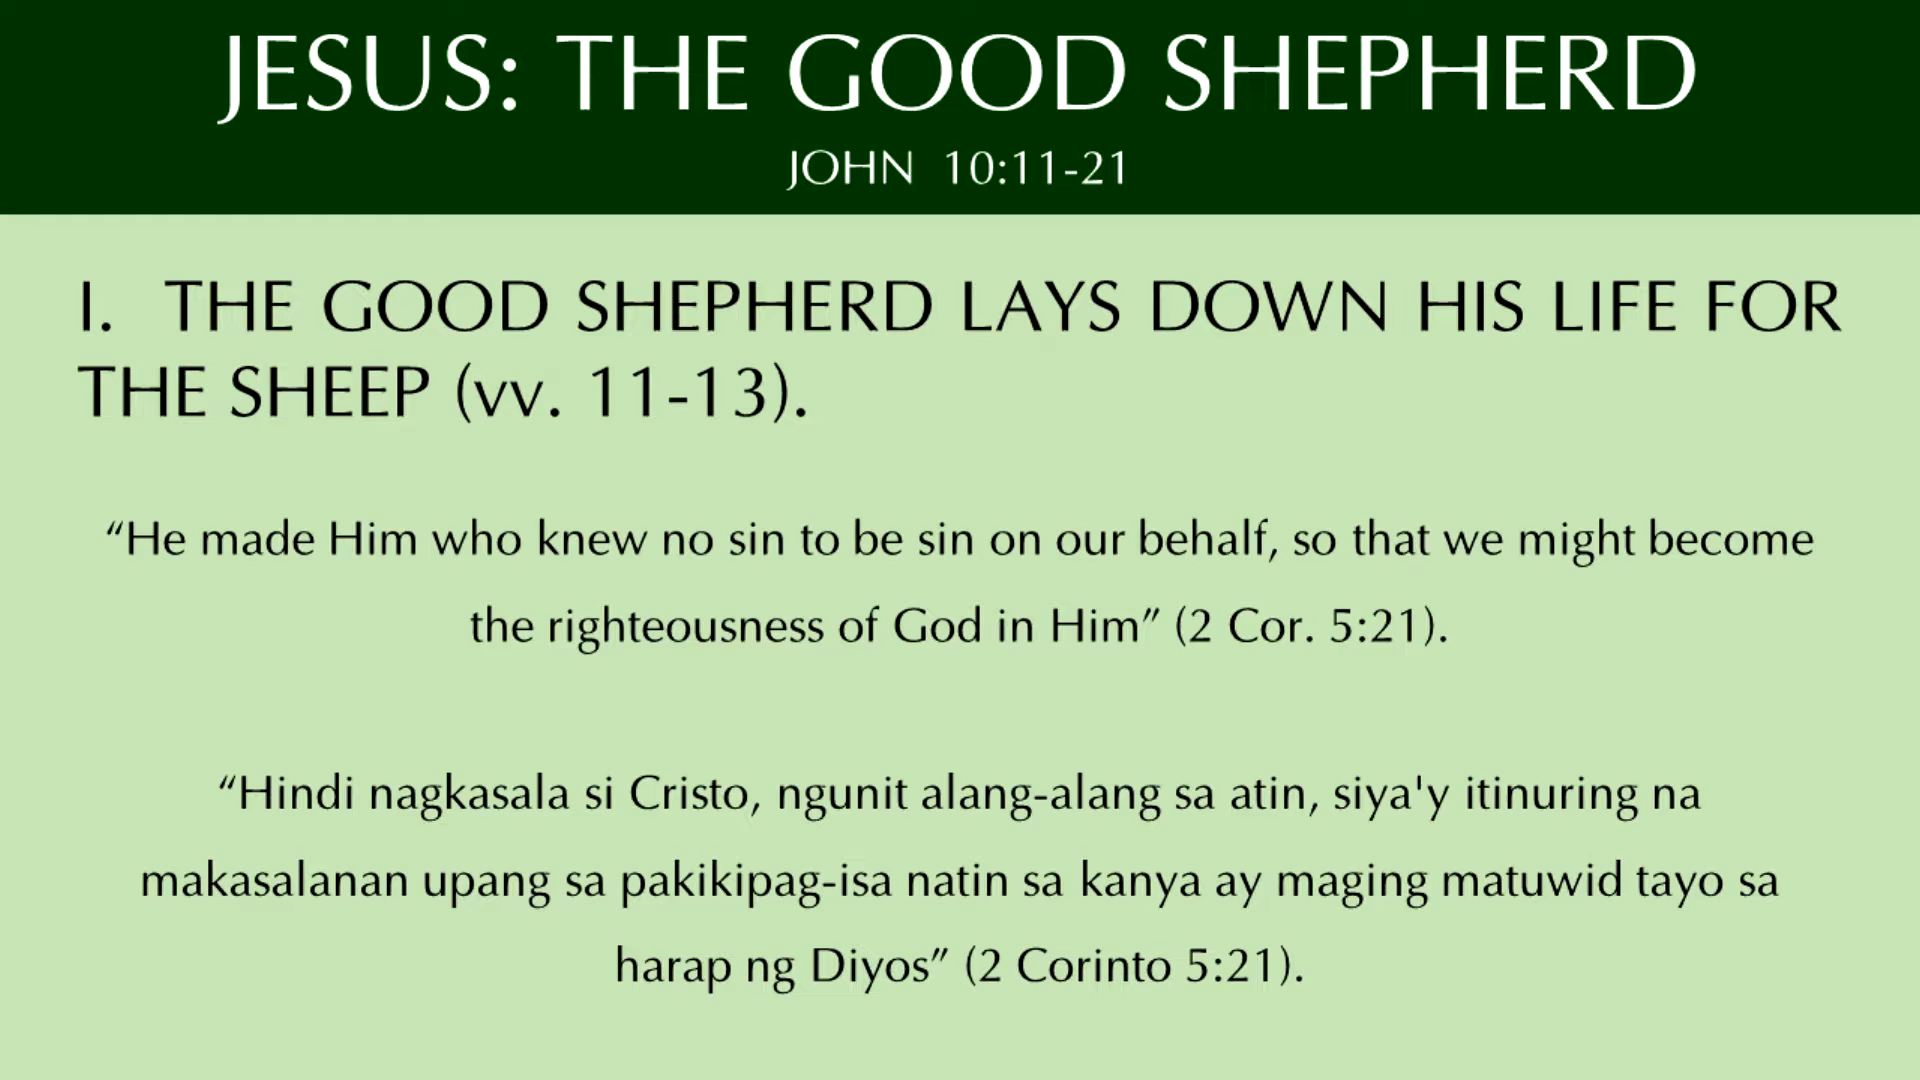 JESUS: THE GOOD SHEPHERD
JOHN 10:11-21
I. THE GOOD SHEPHERD LAYS DOWN HIS LIFE FOR
THE SHEEP (vv. 11-13).
“He made Him who knew no sin to be sin on our behalf, so that we might become
the righteousness of God in Him” (2 Cor. 5:21).
“Hindi nagkasala si Cristo, ngunit alang-alang sa atin, siya'y itinuring na
makasalanan upang sa pakikipag-isa natin sa kanya ay maging matuwid tayo sa
harap ng Diyos” (2 Corinto 5:21).